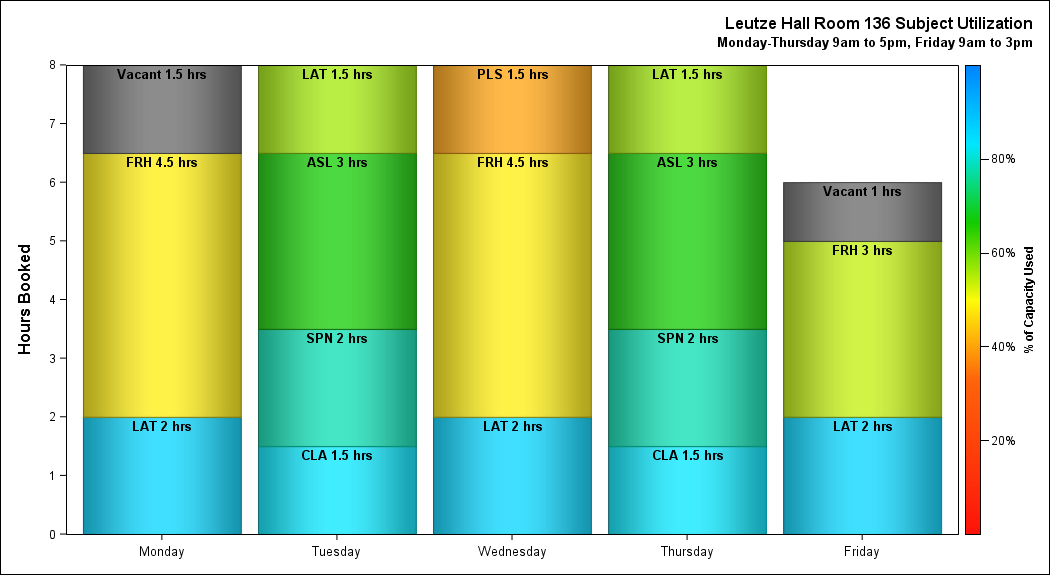 Leutze Hall Room 136 Subject Utilization
Monday-Thursday 9am to 5pm, Friday 9am to 3pm
Hours Booked
8
7
6
5
4
3
2
1
0
Vacant 1.5 hrs
FRH 4.5 hrs
LAT 2 hrs
LAT 1.5 hrs
ASL 3 hrs
SPN 2 hrs
CLA 1.5 hrs
PLS 1.5 hrs
FRH 4.5 hrs
LAT 2 hrs
LAT 1.5 hrs
ASL 3 hrs
SPN 2 hrs
CLA 1.5 hrs
Vacant 1 hrs
FRH 3 hrs
LAT 2 hrs
Monday
Tuesday
Wednesday
Thursday
Friday
80%
60%
40%
20%
% of Capacity Used